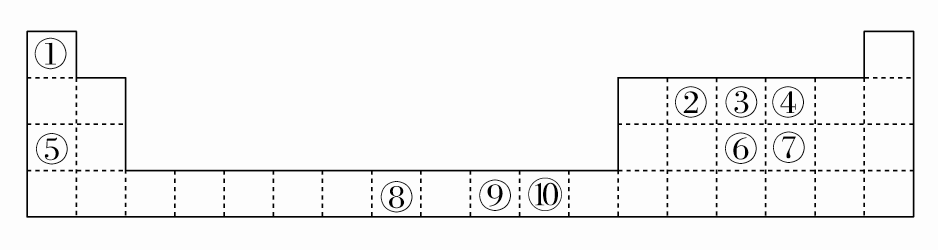 ①
② ③ ④
⑤ ⑥ ⑦
⑧ ⑨ ⑩